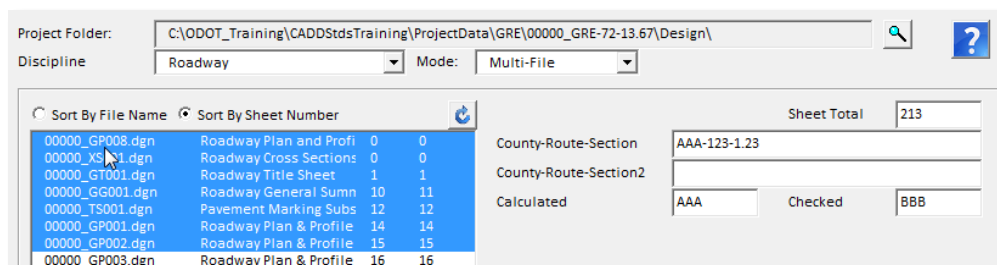 Project Folder: C:\ODOT_Training\CADDStdsTraining\ProjectData\GRE\00000_GRE-72-13.67\Design\
Discipline Roadway Mode: Multi-File
Sort By File Name Sort By Sheet Number Sheet Total 213
00000_GP008.dgn Roadway Plan and Profi 0 0
County-Route-Section AAA-123-1.23
00000_XS001.dgn Roadway Cross Sections 0 0
00000_GT001.dgn Roadway Title Sheet 1 1
County-Route-Section2
00000_GG001.dgn Roadway General Summ 10 11
Calculated AAA Checked BBB
00000_TS001.dgn Pavement Marking Subs 12 12
00000_GP001.dgn Roadway Plan & Profile 14 14
00000_GP002.dgn Roadway Plan & Profile 15 15
00000_GP003.dgn Roadway Plan & Profile 16 16